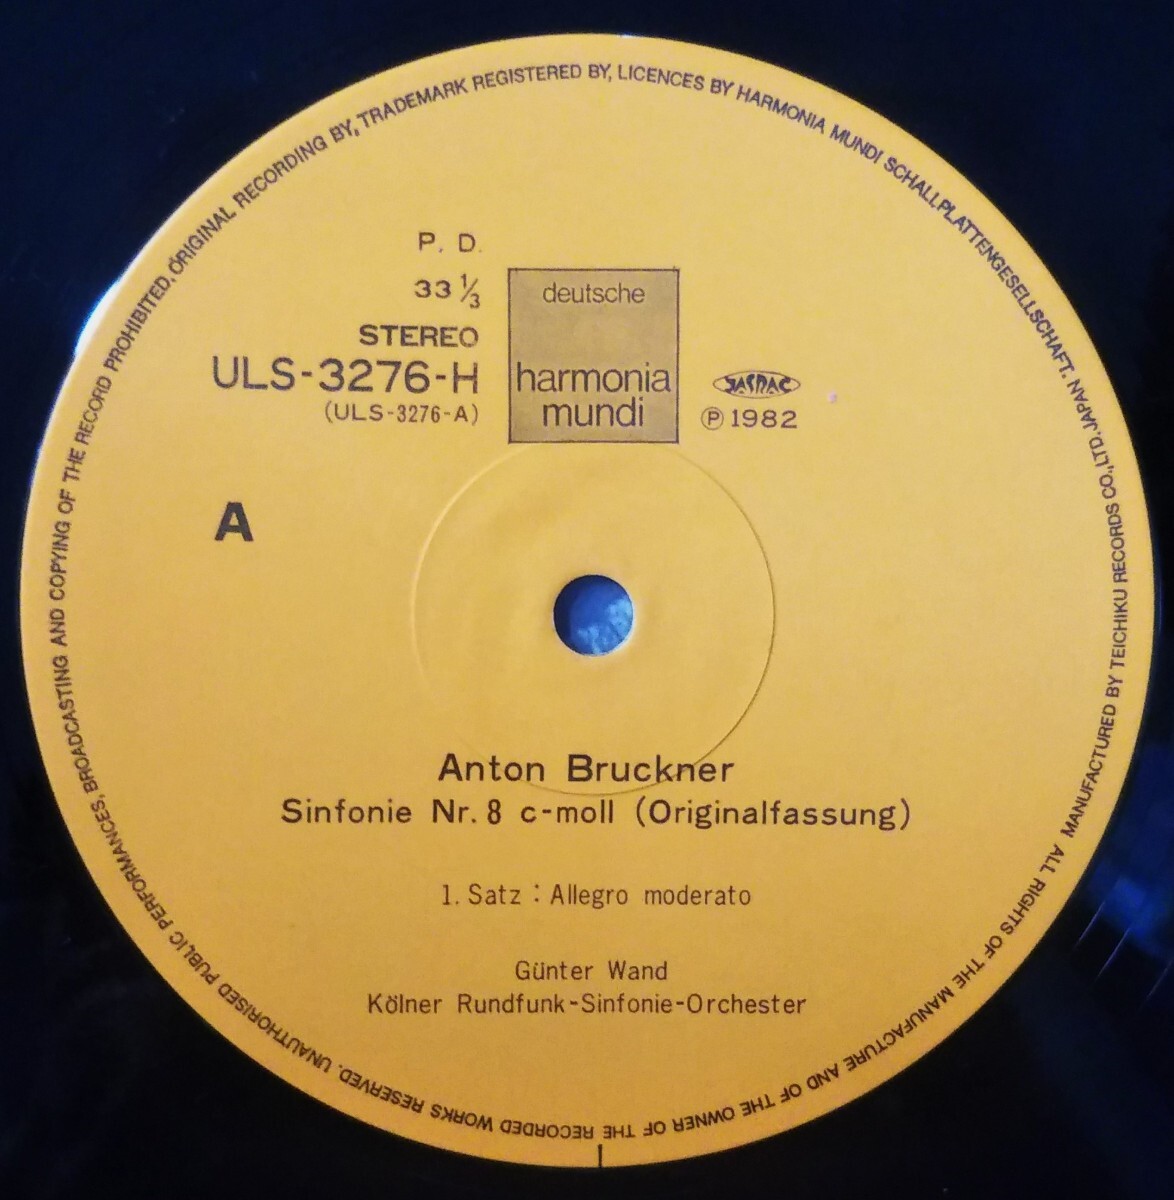 P. D.
33 1/3
STEREO
ULS-3276-H
(ULS-3276-A)
deutsche
harmonia
mundi
JASRAC
Ⓟ 1982
A
Anton Bruckner
Sinfonie Nr. 8 c-moll (Originalfassung)
1. Satz : Allegro moderato
Günter Wand
Kölner Rundfunk-Sinfonie-Orchester
MANUFACTURED BY TEICHIKU RECORDS CO., LTD. JAPAN ALL RIGHTS OF THE MANUFACTURE AND OF THE OWNER OF THE RECORDED WORKS RESERVED. UNAUTHORISED PUBLIC PERFORMANCES, BROADCASTING AND COPYING OF THE RECORD PROHIBITED. ORIGINAL RECORDING BY, TRADEMARK REGISTERED BY, LICENCES BY HARMONIA MUNDI SCHALLPLATTENGESELLSCHAFT.